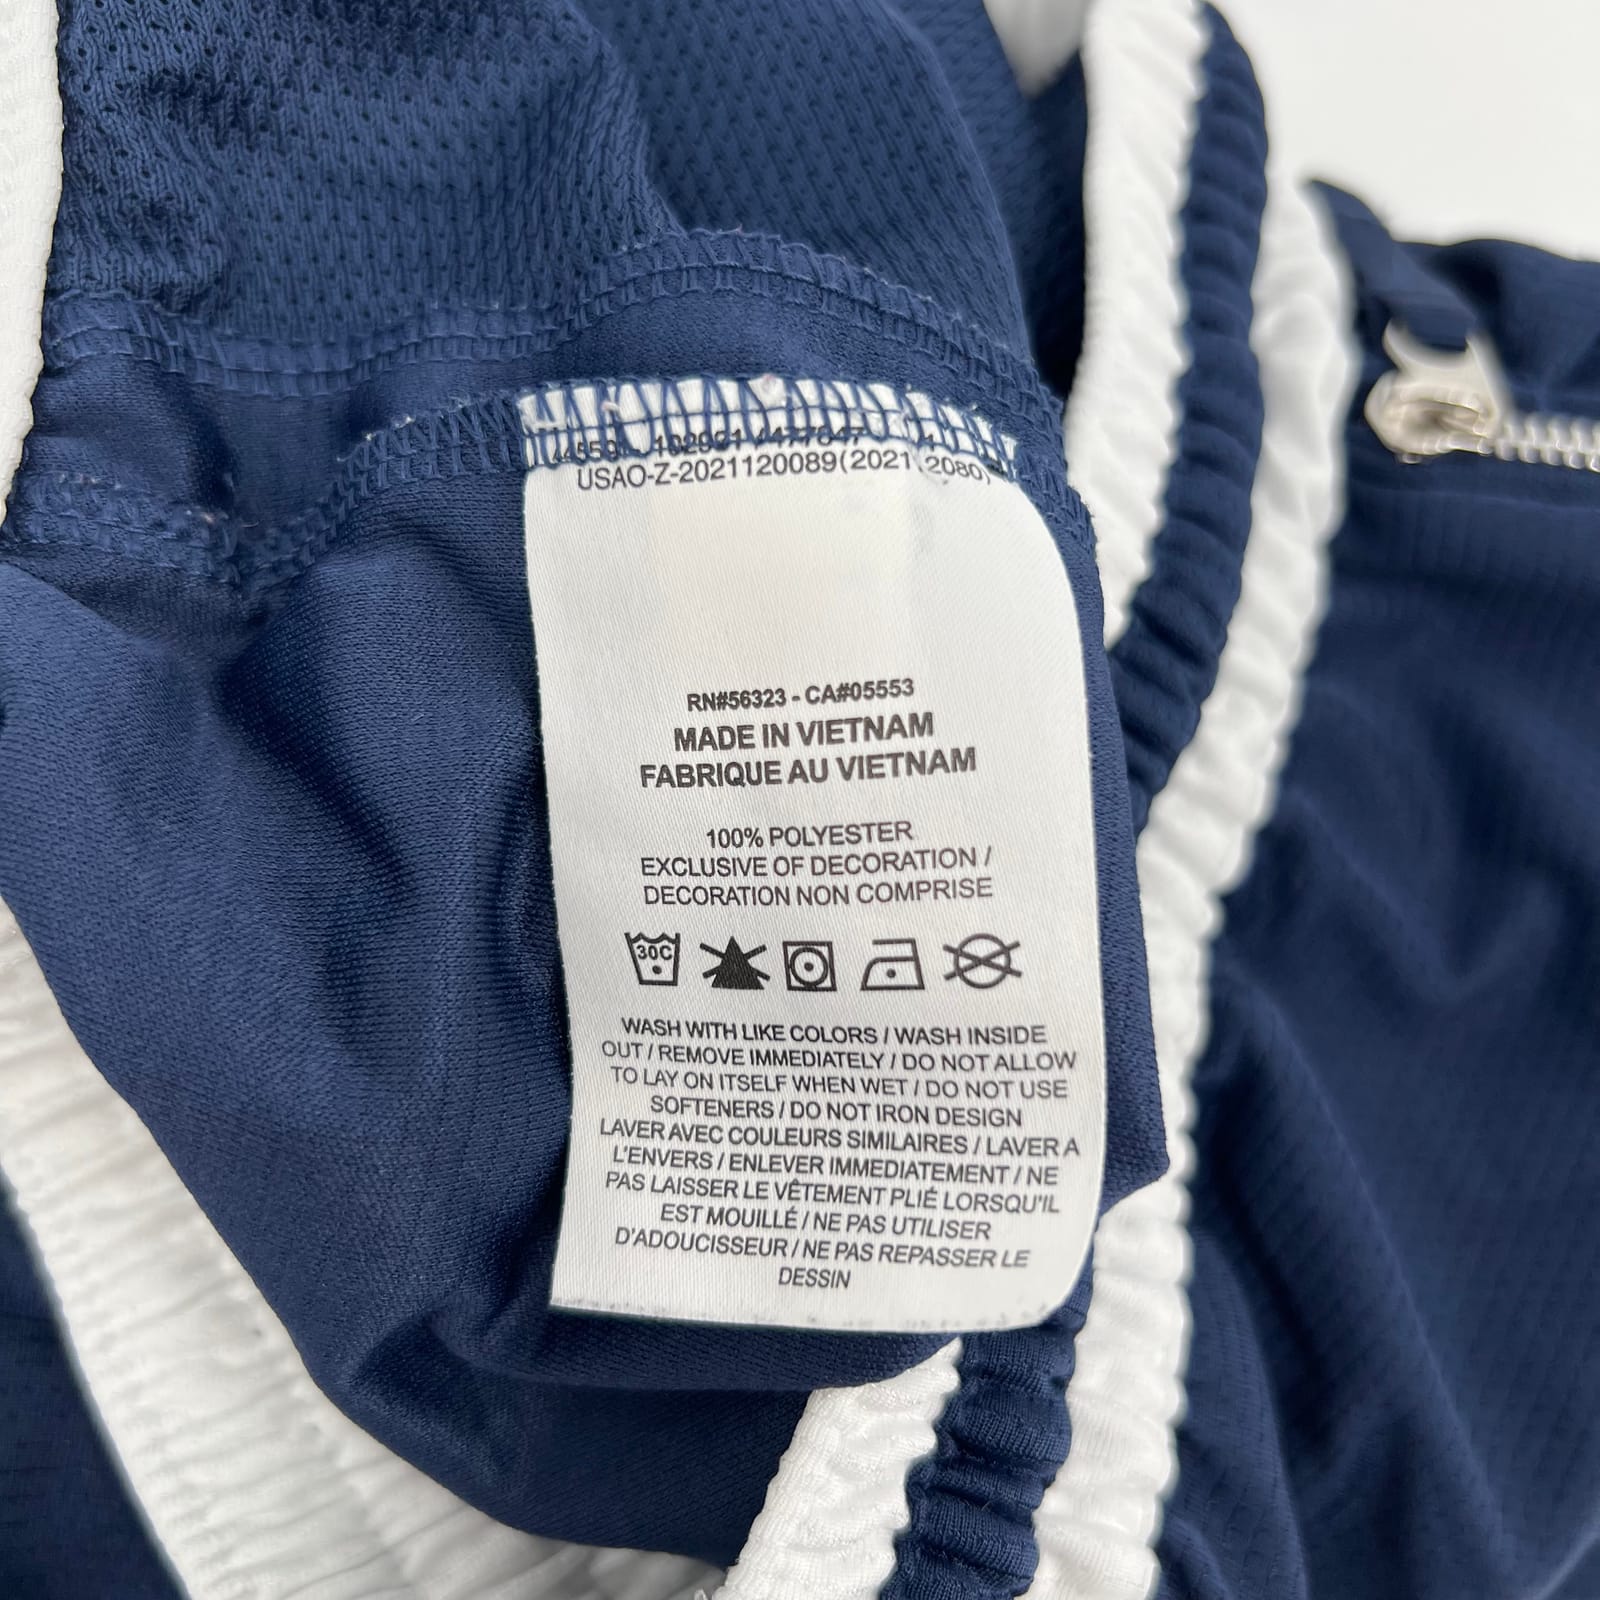 USAO-Z-2021120089(2021.2080)
RN#56323 - CA#05553
MADE IN VIETNAM
FABRIQUE AU VIETNAM
100% POLYESTER
EXCLUSIVE OF DECORATION /
DECORATION NON COMPRISE
30C
WASH WITH LIKE COLORS / WASH INSIDE
OUT / REMOVE IMMEDIATELY / DO NOT ALLOW
TO LAY ON ITSELF WHEN WET / DO NOT USE
SOFTENERS / DO NOT IRON DESIGN
LAVER AVEC COULEURS SIMILAIRES / LAVER A
L'ENVERS / ENLEVER IMMEDIATEMENT / NE
PAS LAISSER LE VÊTEMENT PLIÉ LORSQU'IL
EST MOUILLÉ / NE PAS UTILISER
D'ADOUCISSEUR / NE PAS REPASSER LE
DESSIN